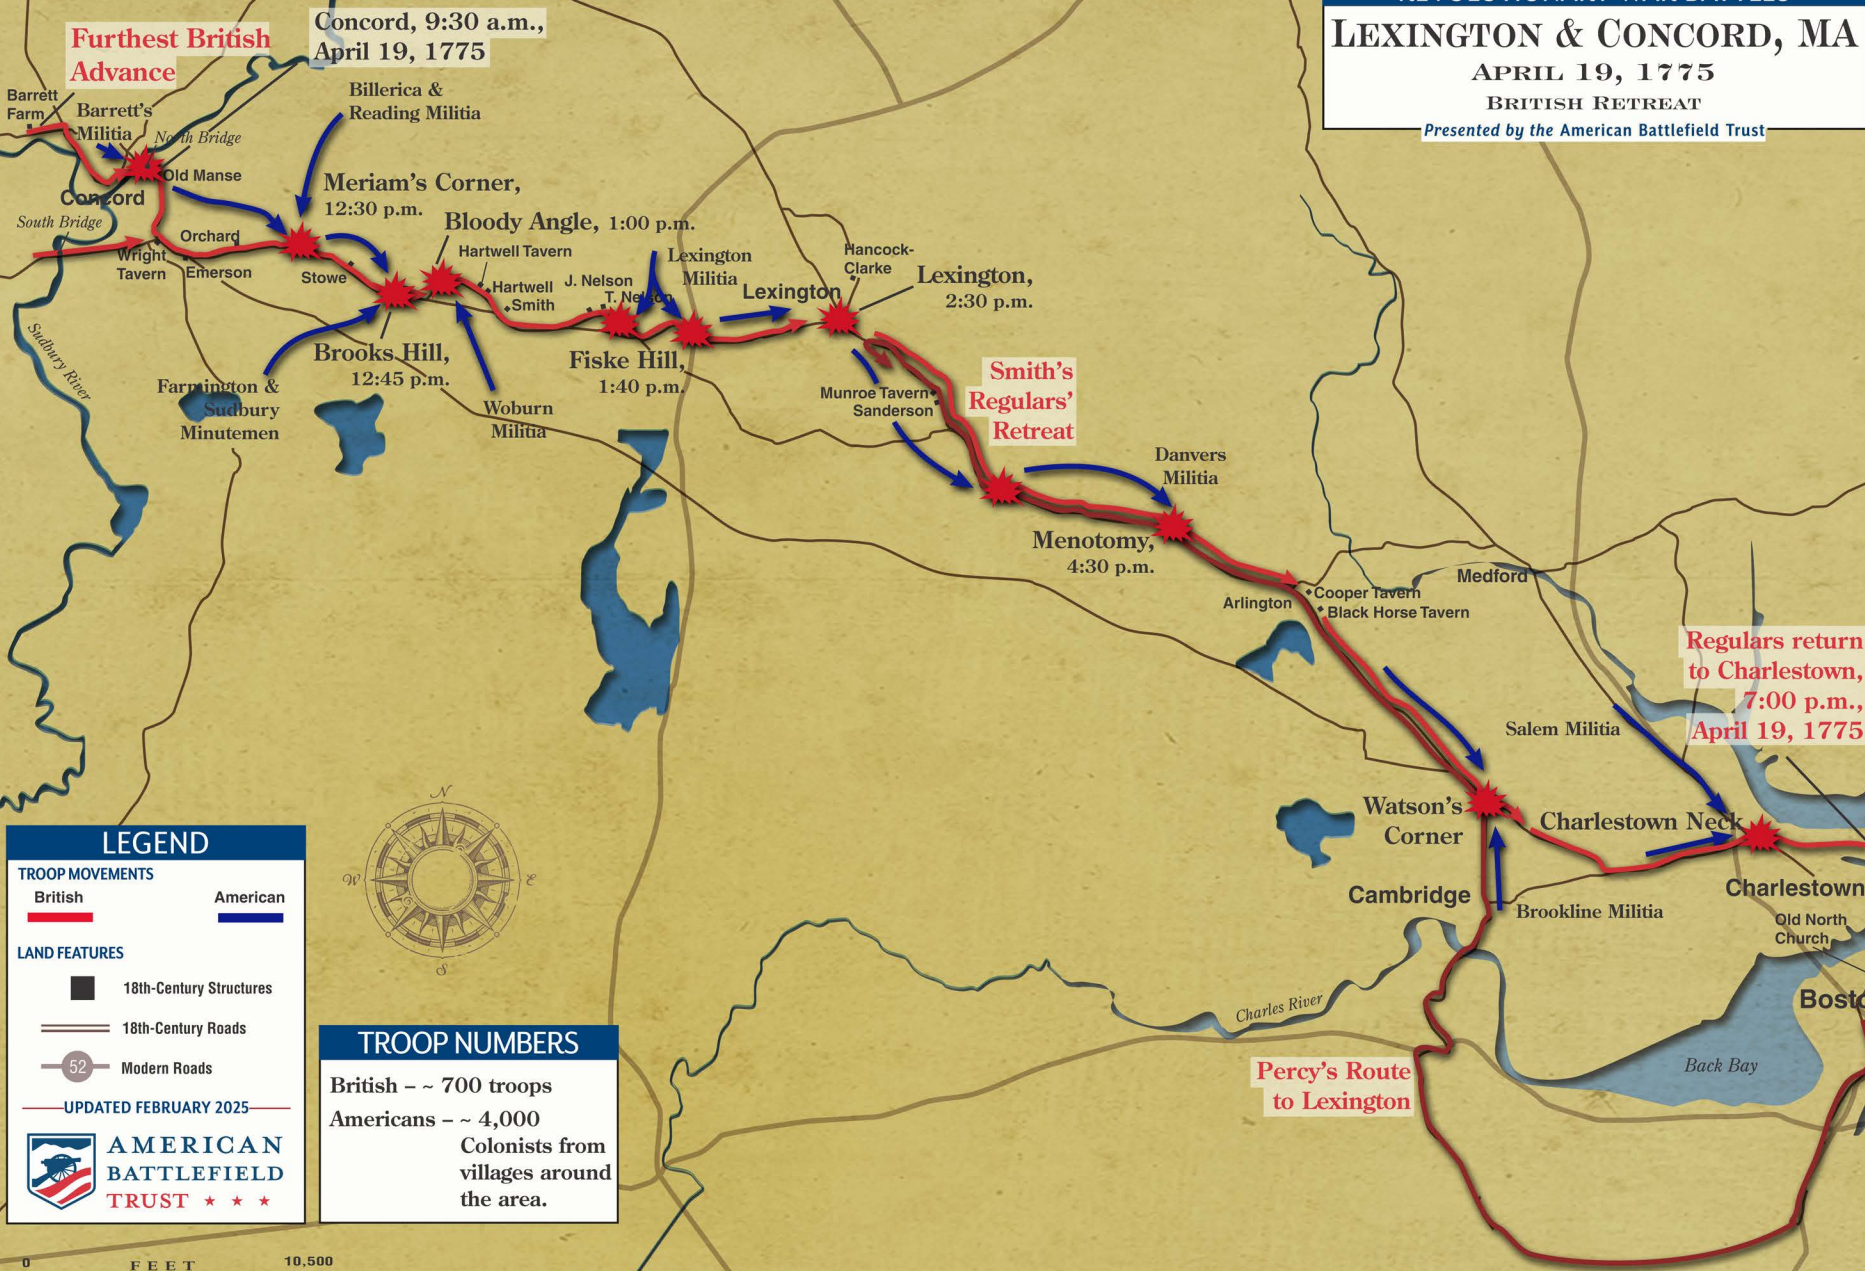 LEXINGTON & CONCORD, MA
APRIL 19, 1775
BRITISH RETREAT
Presented by the American Battlefield Trust
Furthest British
Advance
Concord, 9:30 a.m.,
April 19, 1775
Barrett
Farm
Barrett's
Militia
North Bridge
Old Manse
Concord
South Bridge
Wright
Tavern
Orchard
Emerson
Billerica &
Reading Militia
Meriam's Corner,
12:30 p.m.
Stowe
Bloody Angle, 1:00 p.m.
Hartwell Tavern
Hartwell
Smith
J. Nelson
T. Nelson
Lexington
Militia
Lexington
Hancock-
Clarke
Lexington,
2:30 p.m.
Brooks Hill,
12:45 p.m.
Fiske Hill,
1:40 p.m.
Farmington &
Sudbury
Minutemen
Woburn
Militia
Sudbury River
Munroe Tavern
Sanderson
Smith's
Regulars'
Retreat
Danvers
Militia
Menotomy,
4:30 p.m.
Arlington
Cooper Tavern
Black Horse Tavern
Medford
Regulars return
to Charlestown,
7:00 p.m.,
April 19, 1775
Salem Militia
Watson's
Corner
Charlestown Neck
Cambridge
Brookline Militia
Charlestown
Old North
Church
Bosto
Charles River
Back Bay
Percy's Route
to Lexington
N
W
E
S
LEGEND
TROOP MOVEMENTS
British
American
LAND FEATURES
18th-Century Structures
18th-Century Roads
52
Modern Roads
UPDATED FEBRUARY 2025
AMERICAN
BATTLEFIELD
TRUST
TROOP NUMBERS
British – ~ 700 troops
Americans – ~ 4,000
Colonists from
villages around
the area.
0
FEET
10,500